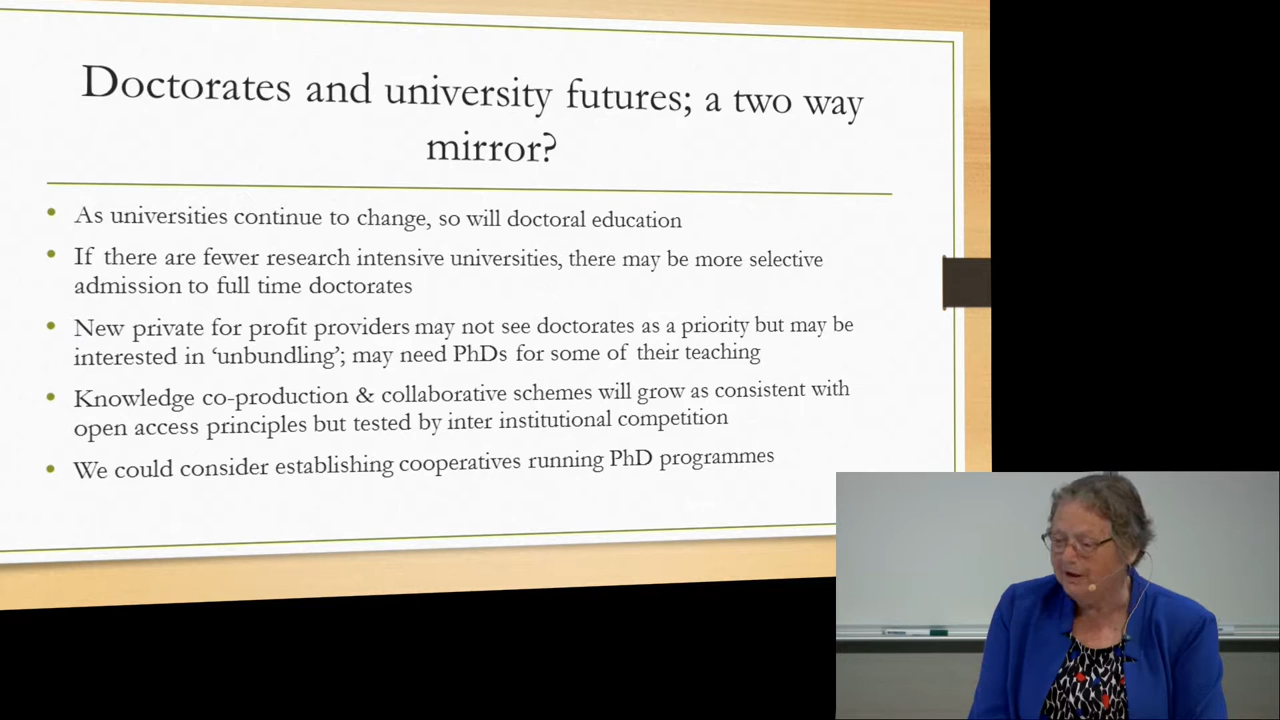 Doctorates and university futures; a two way
mirror?
• As universities continue to change, so will doctoral education
• If there are fewer research intensive universities, there may be more selective
admission to full time doctorates
• New private for profit providers may not see doctorates as a priority but may be
interested in ‘unbundling’; may need PhDs for some of their teaching
• Knowledge co-production & collaborative schemes will grow as consistent with
open access principles but tested by inter institutional competition
• We could consider establishing cooperatives running PhD programmes